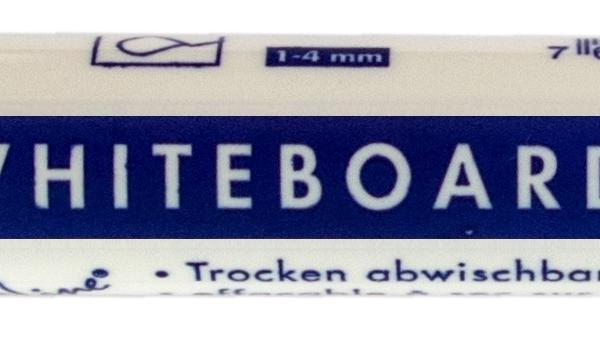 1-4 mm
WHITEBOARD
• Trocken abwischbar